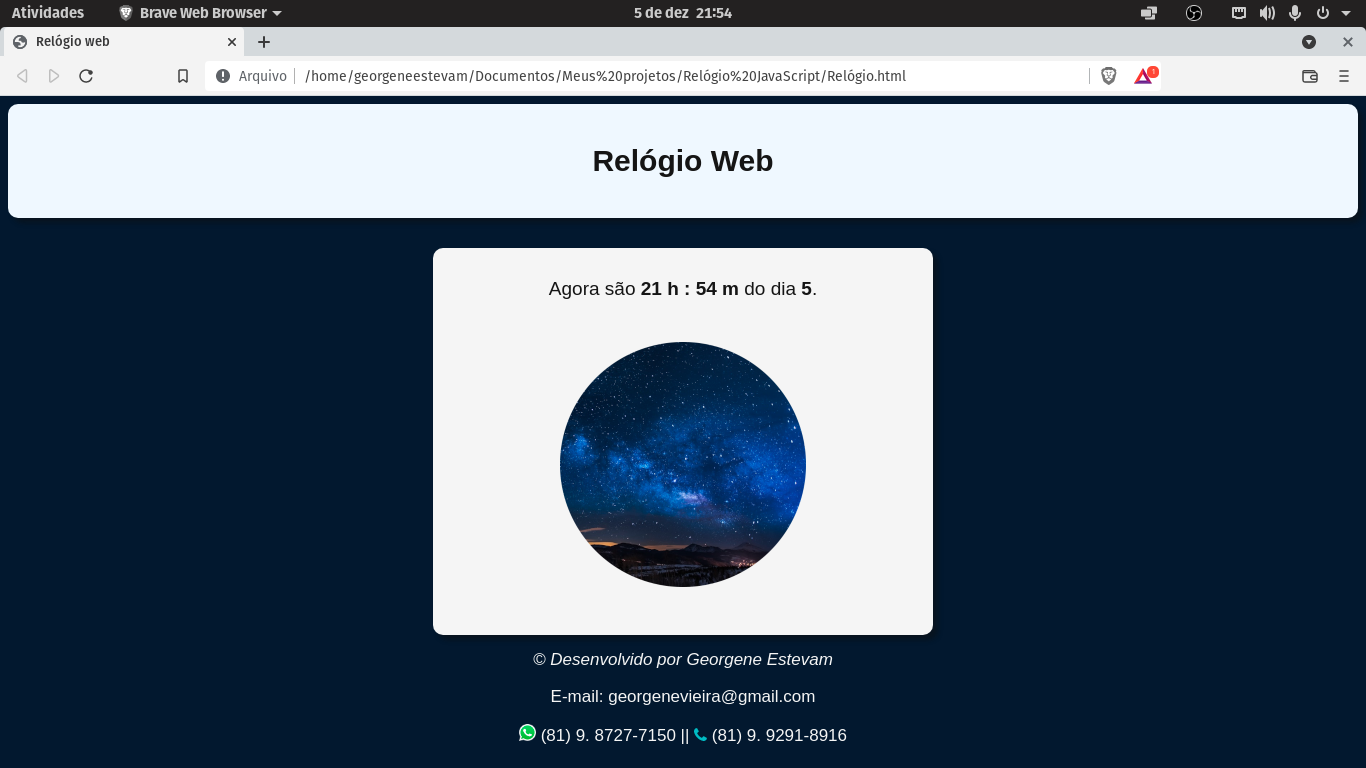 Atividades Brave Web Browser 5 de dez 21:54
Relógio web
Arquivo /home/georgeneestevam/Documentos/Meus%20projetos/Relógio%20JavaScript/Relógio.html 1
Relógio Web
Agora são 21 h : 54 m do dia 5.
© Desenvolvido por Georgene Estevam
E-mail: georgenevieira@gmail.com
(81) 9. 8727-7150 || (81) 9. 9291-8916